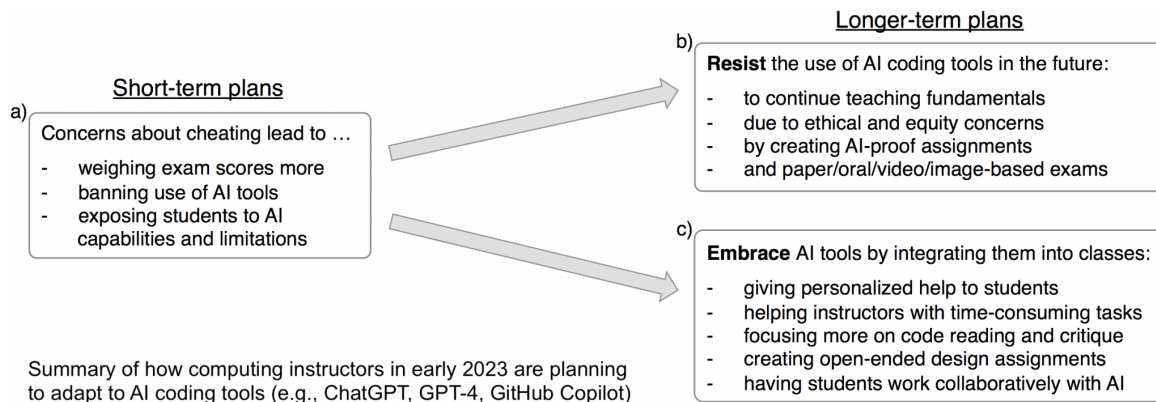 Short-term plans
a)
Concerns about cheating lead to ...
- weighing exam scores more
- banning use of AI tools
- exposing students to AI
capabilities and limitations
Longer-term plans
b)
Resist the use of AI coding tools in the future:
- to continue teaching fundamentals
- due to ethical and equity concerns
- by creating AI-proof assignments
- and paper/oral/video/image-based exams
c)
Embrace AI tools by integrating them into classes:
- giving personalized help to students
- helping instructors with time-consuming tasks
- focusing more on code reading and critique
- creating open-ended design assignments
- having students work collaboratively with AI
Summary of how computing instructors in early 2023 are planning
to adapt to AI coding tools (e.g., ChatGPT, GPT-4, GitHub Copilot)